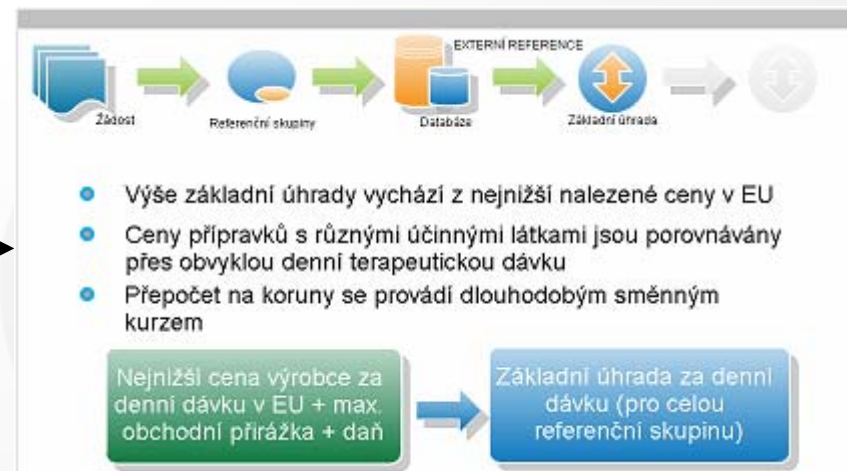 EXTERNÍ REFERENCE
Žádost
Referenční skupiny
Databáze
Základní úhrada
Výše základní úhrady vychází z nejnižší nalezené ceny v EU
Ceny přípravků s různými účinnými látkami jsou porovnávány
přes obvyklou denní terapeutickou dávku
Přepočet na koruny se provádí dlouhodobým směnným
kurzem
Nejnižší cena výrobce za
denní dávku v EU + max.
obchodní přirážka + daň
Základní úhrada za denní
dávku (pro celou
referenční skupinu)